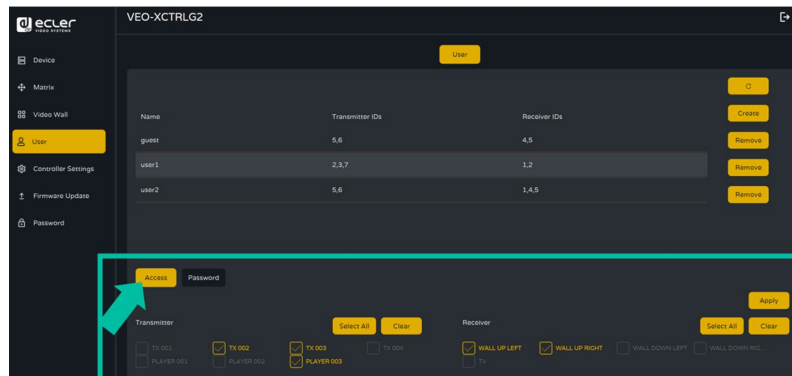 ecler
VIDEO SYSTEMS
VEO-XCTRLG2
Device
Matrix
Video Wall
User
Controller Settings
Firmware Update
Password
User
Name Transmitter IDs Receiver IDs
Create
guest 5,6 4,5 Remove
user1 2,3,7 1,2 Remove
user2 5,6 1,4,5 Remove
Access Password
Apply
Transmitter Select All Clear
TX 001 TX 002 TX 003 TX 004
PLAYER 001 PLAYER 002 PLAYER 003
Receiver Select All Clear
WALL UP LEFT WALL UP RIGHT WALL DOWN LEFT WALL DOWN RIG...
TV